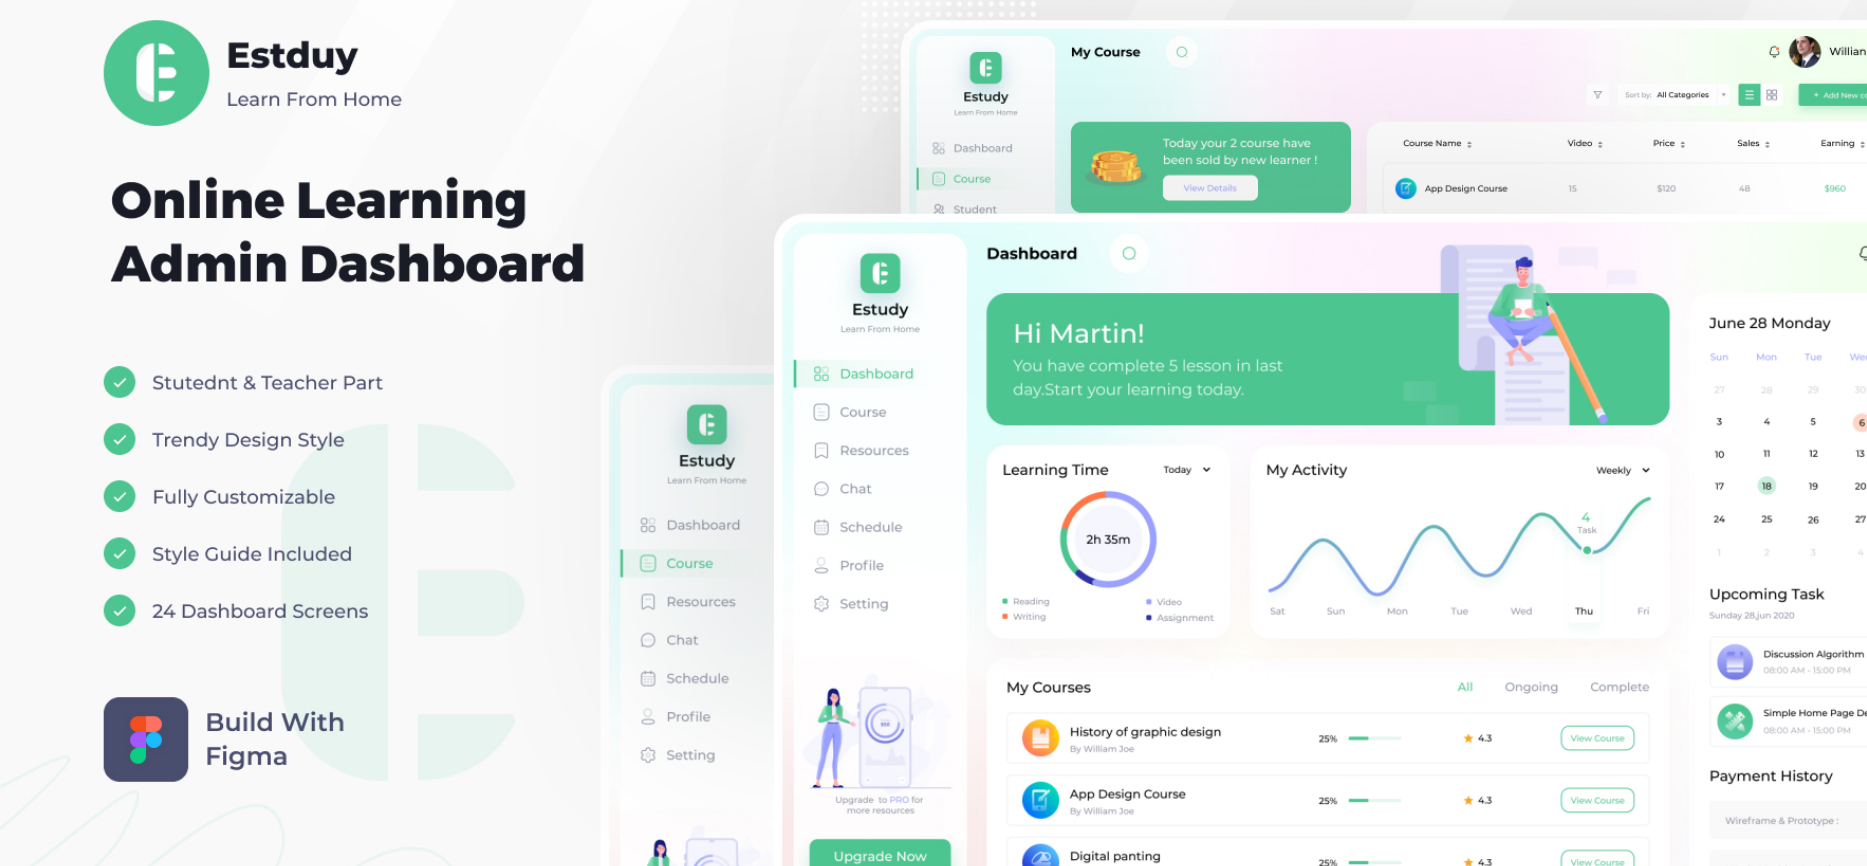 Estduy
Learn From Home
Online Learning
Admin Dashboard
Stutednt & Teacher Part
Trendy Design Style
Fully Customizable
Style Guide Included
24 Dashboard Screens
Build With
Figma
Estudy
Learn From Home
Dashboard
Course
Student
My Course
Willian
Sort by: All Categories
+ Add New co
Today your 2 course have
been sold by new learner !
View Details
Course Name Video Price Sales Earning
App Design Course 15 $120 48 $960
Estudy
Learn From Home
Dashboard
Course
Resources
Chat
Schedule
Profile
Setting
Estudy
Learn From Home
Dashboard
Course
Resources
Chat
Schedule
Profile
Setting
Upgrade to PRO for
more resources
Upgrade Now
Dashboard
Hi Martin!
You have complete 5 lesson in last
day.Start your learning today.
Learning Time Today
2h 35m
Reading Video
Writing Assignment
My Activity Weekly
4
Task
Sat Sun Mon Tue Wed Thu Fri
My Courses All Ongoing Complete
History of graphic design
By William Joe
25% 4.3 View Course
App Design Course
By William Joe
25% 4.3 View Course
Digital panting
25% 4.3 View Course
June 28 Monday
Sun Mon Tue Wed
27 28 29 30
3 4 5 6
10 11 12 13
17 18 19 20
24 25 26 27
1 2 3 4
Upcoming Task
Sunday 28,jun 2020
Discussion Algorithm
08:00 AM - 15:00 PM
Simple Home Page De
08:00 AM - 15:00 PM
Payment History
Wireframe & Prototype :